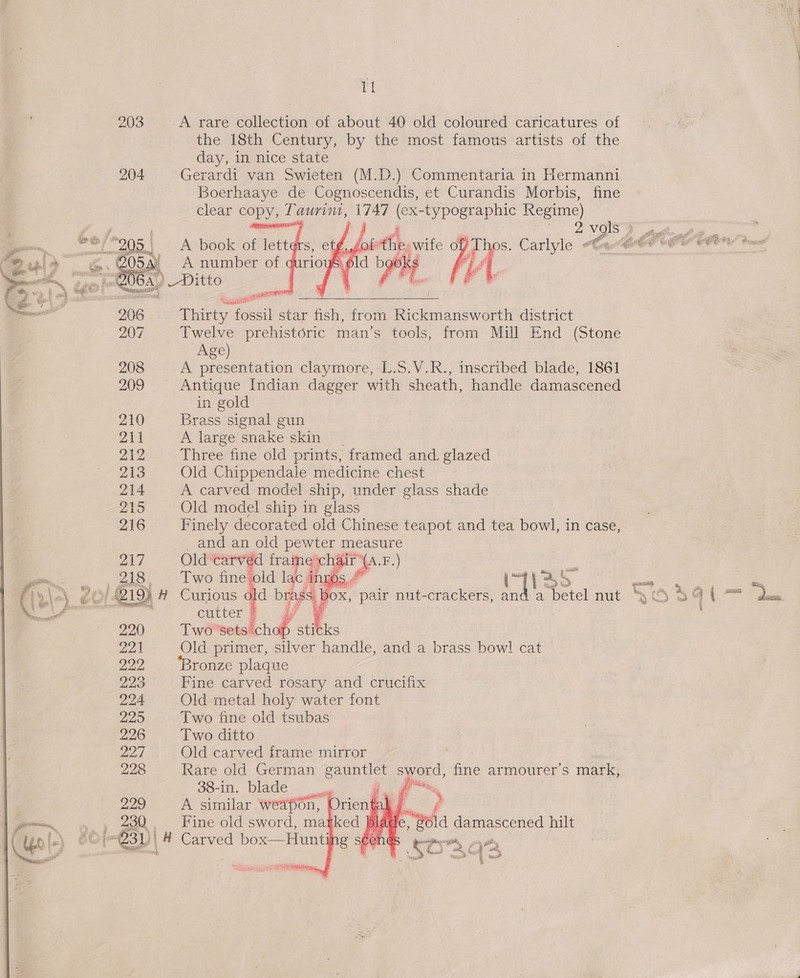 11
203 A rare collection of about 40 old coloured caricatures of
the 18th Century, by the most famous artists of the
day, in nice state
204 Gerardi van Swieten (M.D.) Commentaria in Hermanni
Boerhaaye de Cognoscendis, et Curandis Morbis, fine
clear copy, Taurini, 1747 (ex-typographic Regime)
2 vols
205 A book of letters, etc., of the wife of Thos. Carlyle
205A A number of curious old books
206A Ditto
206 Thirty fossil star fish, from Rickmansworth district
207 Twelve prehistoric man's tools, from Mill End (Stone
Age)
208 A presentation claymore, L.S.V.R., inscribed blade, 1861
209 Antique Indian dagger with sheath, handle damascened
in gold
210 Brass signal gun
211 A large snake skin
212 Three fine old prints, framed and glazed
213 Old Chippendale medicine chest
214 A carved model ship, under glass shade
215 Old model ship in glass
216 Finely decorated old Chinese teapot and tea bowl, in case,
and an old pewter measure
217 Old carved frame chair (A.F.)
218 Two fine old lac
219 Curious old brass box, pair nut-crackers, and a betel nut
cutter
220 Two sets chop sticks
221 Old primer, silver handle, and a brass bowl cat
222 Bronze plaque
223 Fine carved rosary and crucifix
224 Old metal holy water font
225 Two fine old tsubas
226 Two ditto
227 Old carved frame mirror
228 Rare old German gauntlet sword, fine armourer's mark,
38-in. blade
229 A similar weapon, Oriental
230 Fine old sword, marked blade, gold damascened hilt
231 Carved box—Hunting scenes